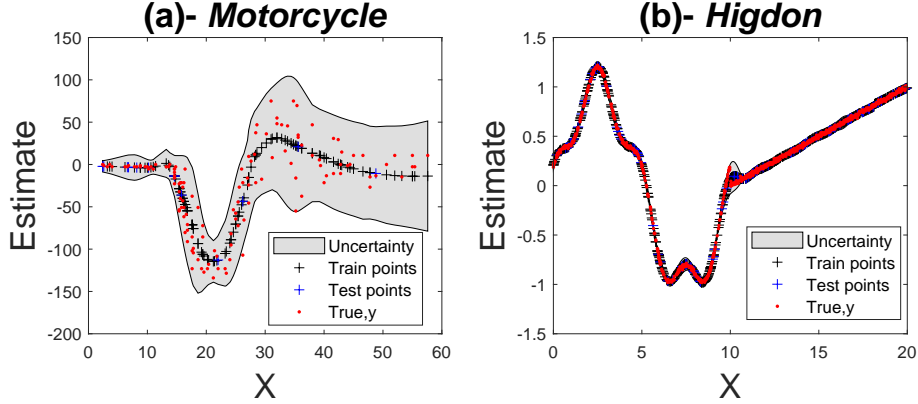 (a)- Motorcycle
150
100
50
0
-50
-100
-150
-200
Estimate
0 10 20 30 40 50 60
X
Uncertainty
Train points
Test points
True,y
(b)- Higdon
1.5
1
0.5
0
-0.5
-1
-1.5
Estimate
0 5 10 15 20
X
Uncertainty
Train points
Test points
True,y